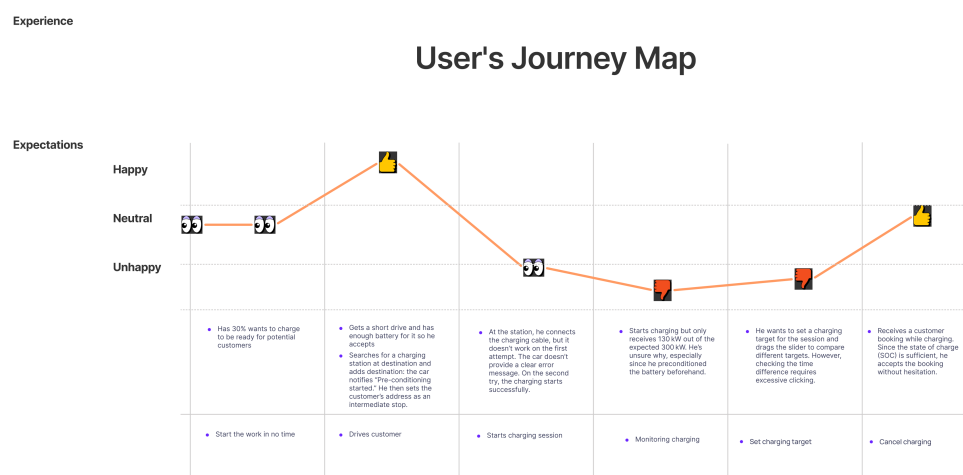 Experience
User's Journey Map
Expectations
Happy
Neutral
Unhappy
Has 30% wants to charge
to be ready for potential
customers
Gets a short drive and has
enough battery for it so he
accepts
Searches for a charging
station at destination and
adds destination: the car
notifies "Pre-conditioning
started." He then sets the
customer's address as an
intermediate stop.
At the station, he connects
the charging cable, but it
doesn't work on the first
attempt. The car doesn't
provide a clear error
message. On the second
try, the charging starts
successfully.
Starts charging but only
receives 130 kW out of the
expected 300 kW. He's
unsure why, especially
since he preconditioned
the battery beforehand.
He wants to set a charging
target for the session and
drags the slider to compare
different targets. However,
checking the time
difference requires
excessive clicking.
Receives a customer
booking while charging.
Since the state of charge
(SOC) is sufficient, he
accepts the booking
without hesitation.
Start the work in no time
Drives customer
Starts charging session
Monitoring charging
Set charging target
Cancel charging